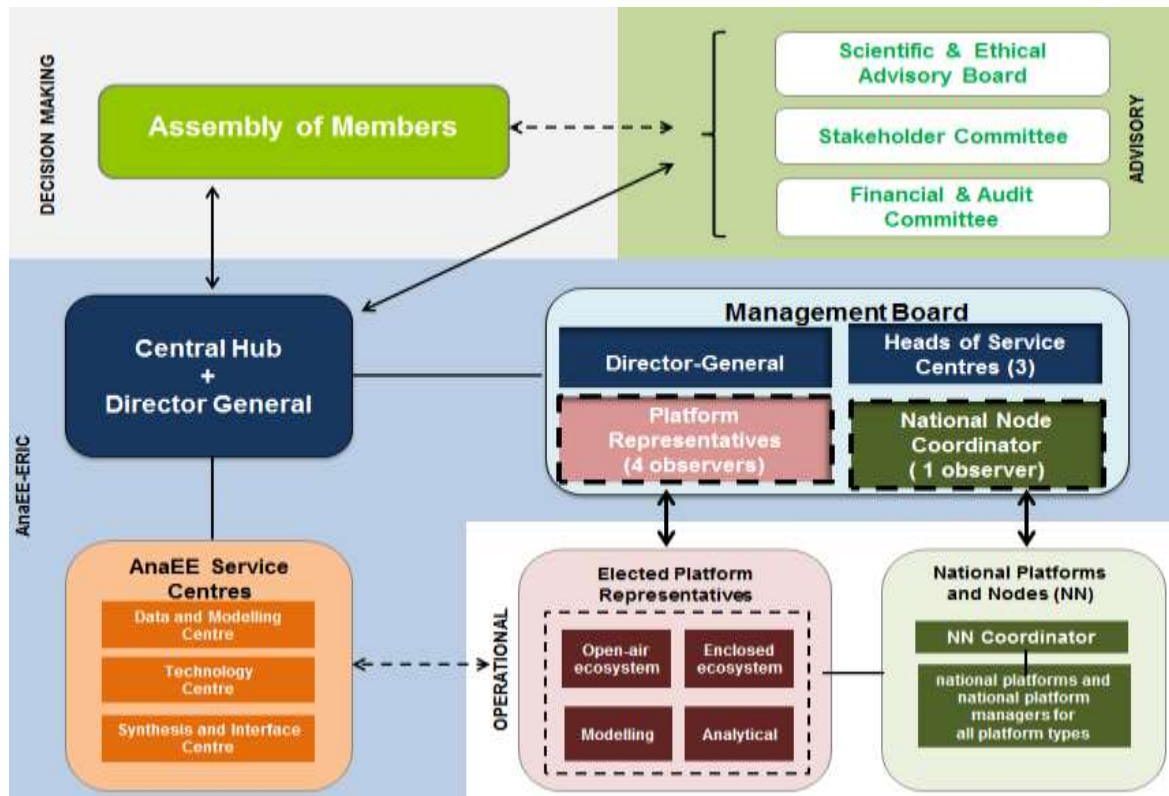 DECISION MAKING
Assembly of Members
Scientific & Ethical
Advisory Board
Stakeholder Committee
Financial & Audit
Committee
ADVISORY
AnaEE-ERIC
Central Hub
+
Director General
Management Board
Director-General
Heads of Service
Centres (3)
Platform
Representatives
(4 observers)
National Node
Coordinator
( 1 observer)
AnaEE Service
Centres
Data and Modelling
Centre
Technology
Centre
Synthesis and Interface
Centre
OPERATIONAL
Elected Platform
Representatives
Open-air
ecosystem
Enclosed
ecosystem
Modelling
Analytical
National Platforms
and Nodes (NN)
NN Coordinator
national platforms and
national platform
managers for
all platform types